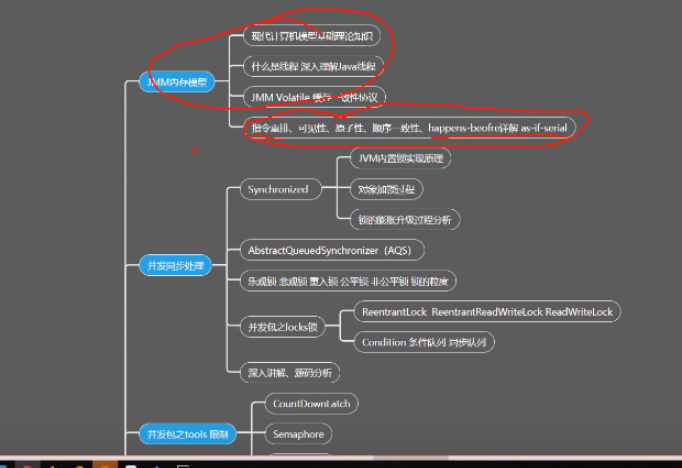 现代计算机模型基础理论知识
什么是线程 深入理解Java线程
JMM内存模型
JMM Volatile 缓存一致性协议
指令重排、可见性、原子性、顺序一致性、happens-beofre详解 as-if-serial
JVM内置锁实现原理
Synchronized
对象加锁过程
锁的膨胀升级过程分析
AbstractQueuedSynchronizer（AQS）
并发同步处理
乐观锁 悲观锁 重入锁 公平锁 非公平锁 锁的粒度
ReentrantLock ReentrantReadWriteLock ReadWriteLock
并发包之locks锁
Condition 条件队列 同步队列
深入讲解、源码分析
CountDownLatch
并发包之tools 限制
Semaphore